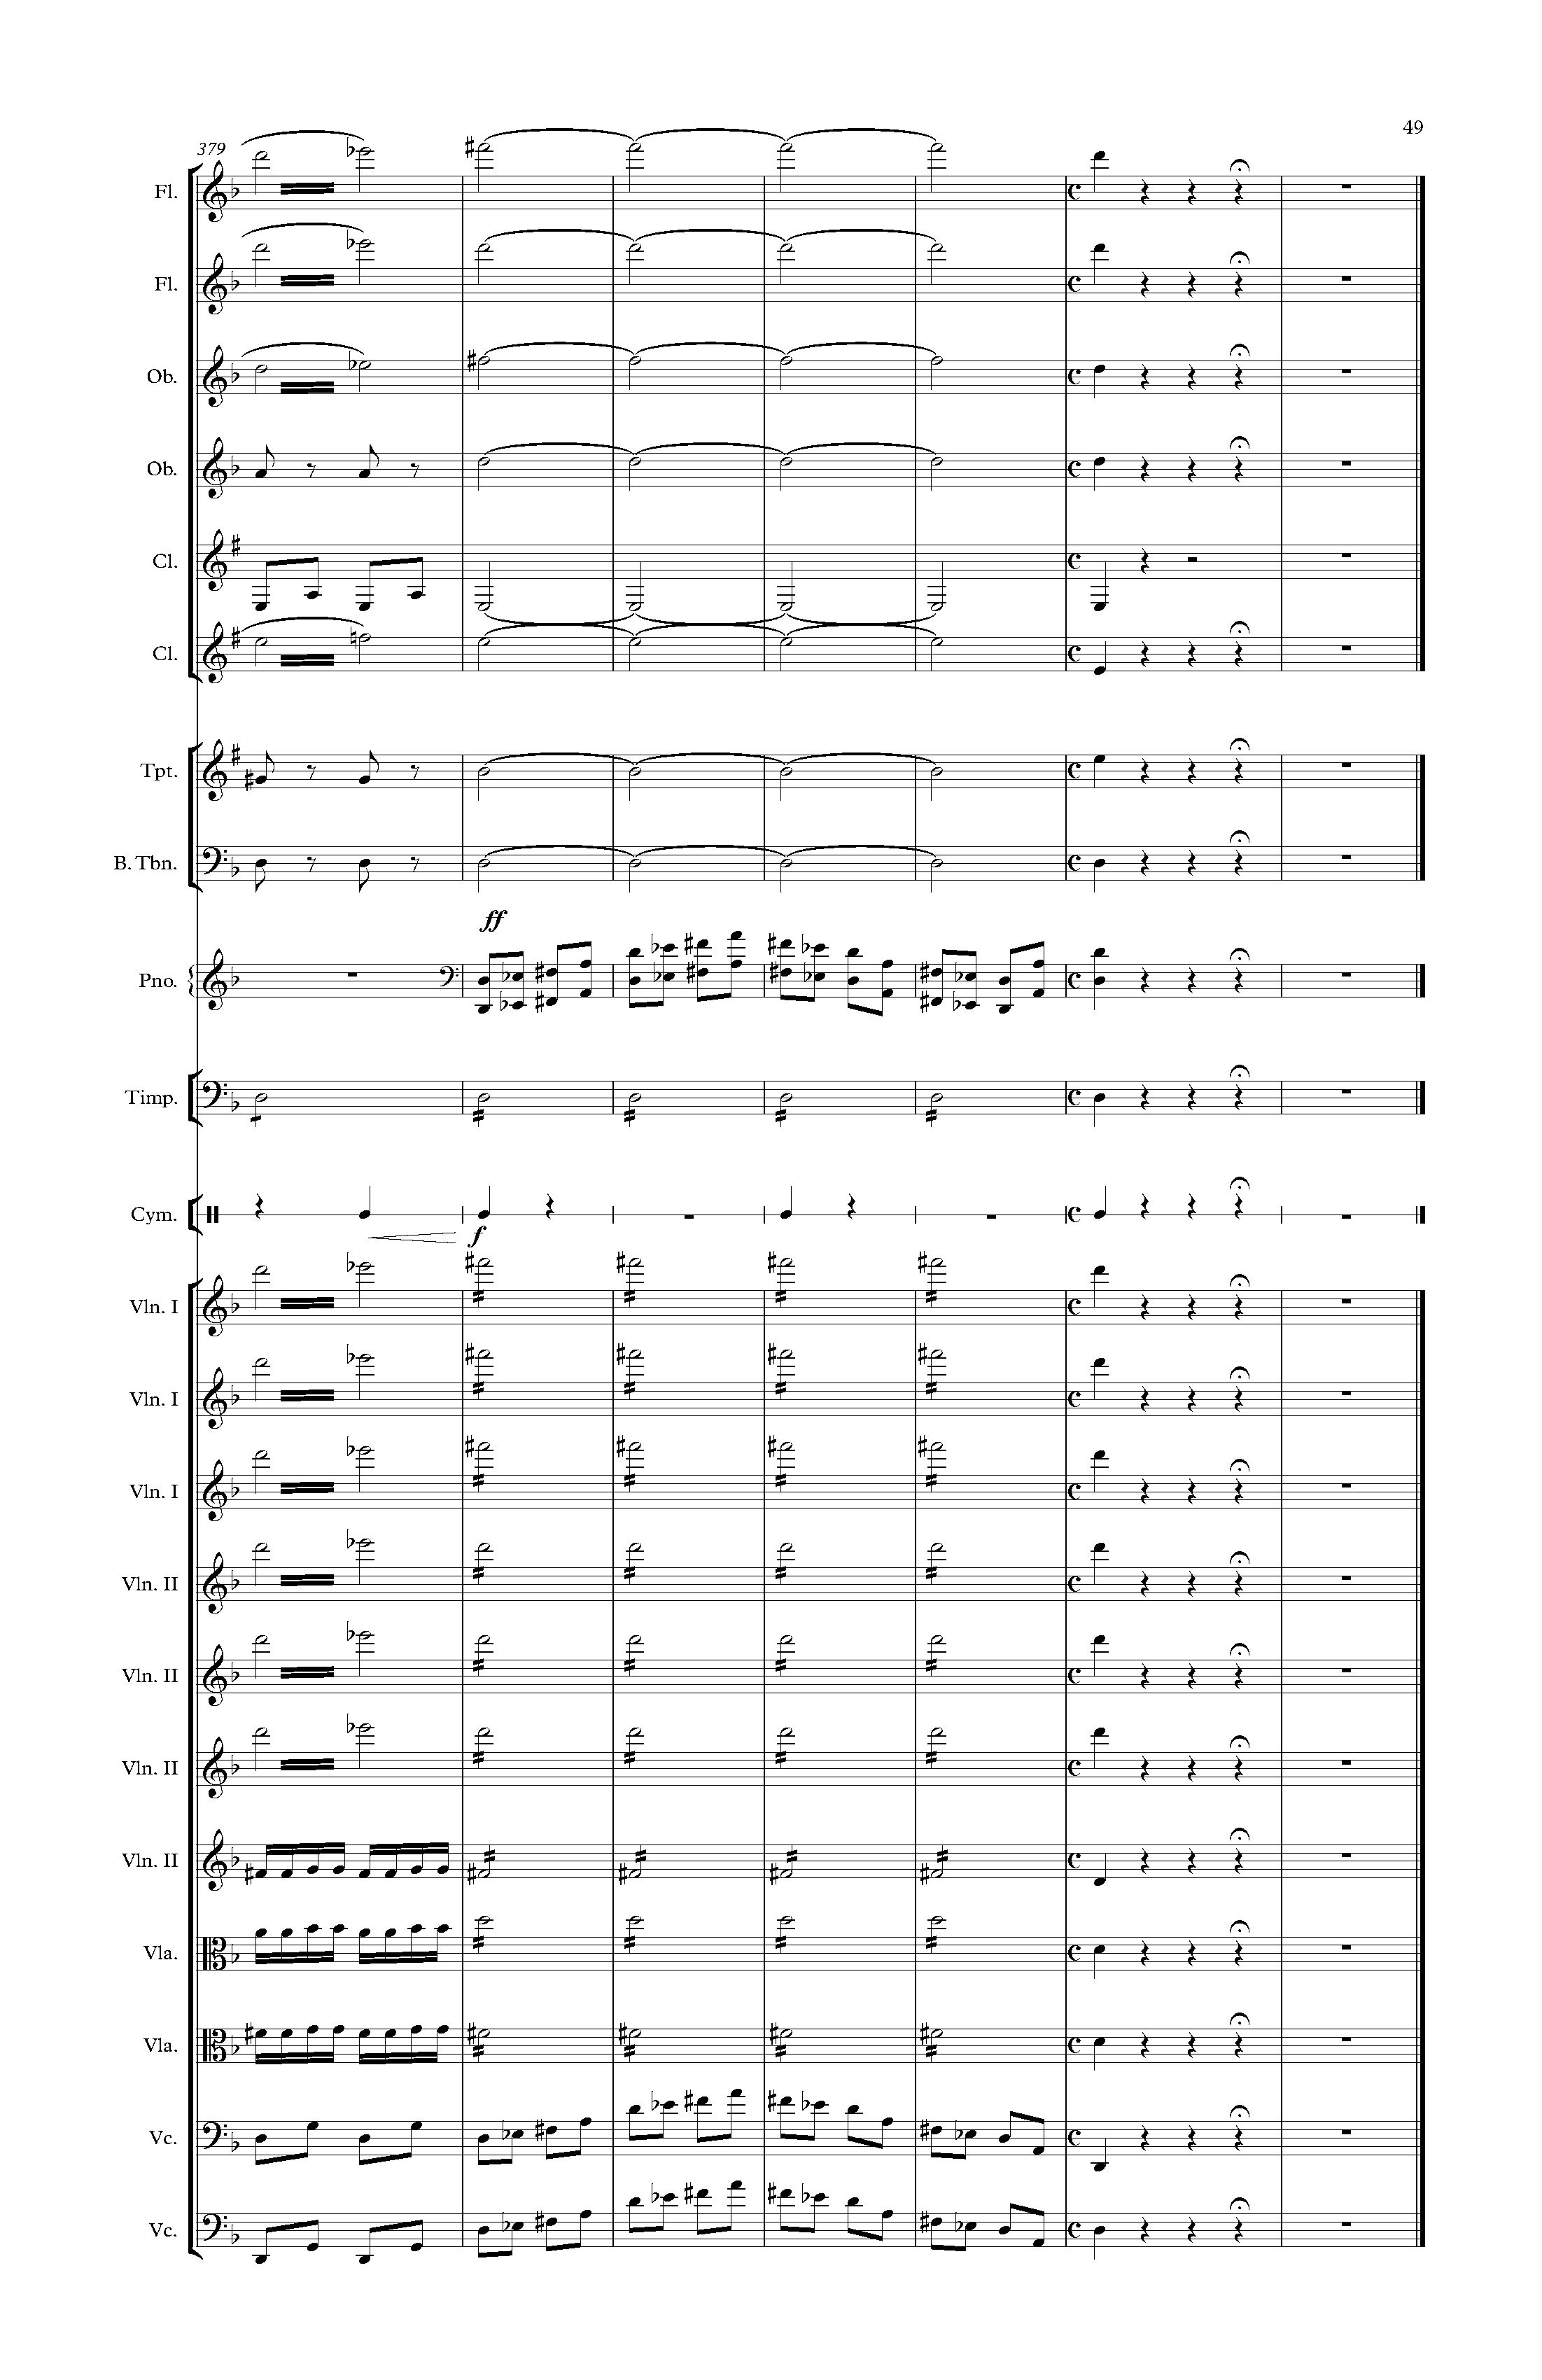 49
379
Fl.
Fl.
Ob.
Ob.
Cl.
Cl.
Tpt.
B. Tbn.
ff
Pno.
Timp.
Cym.
f
Vln. I
Vln. I
Vln. I
Vln. II
Vln. II
Vln. II
Vln. II
Vla.
Vla.
Vc.
Vc.